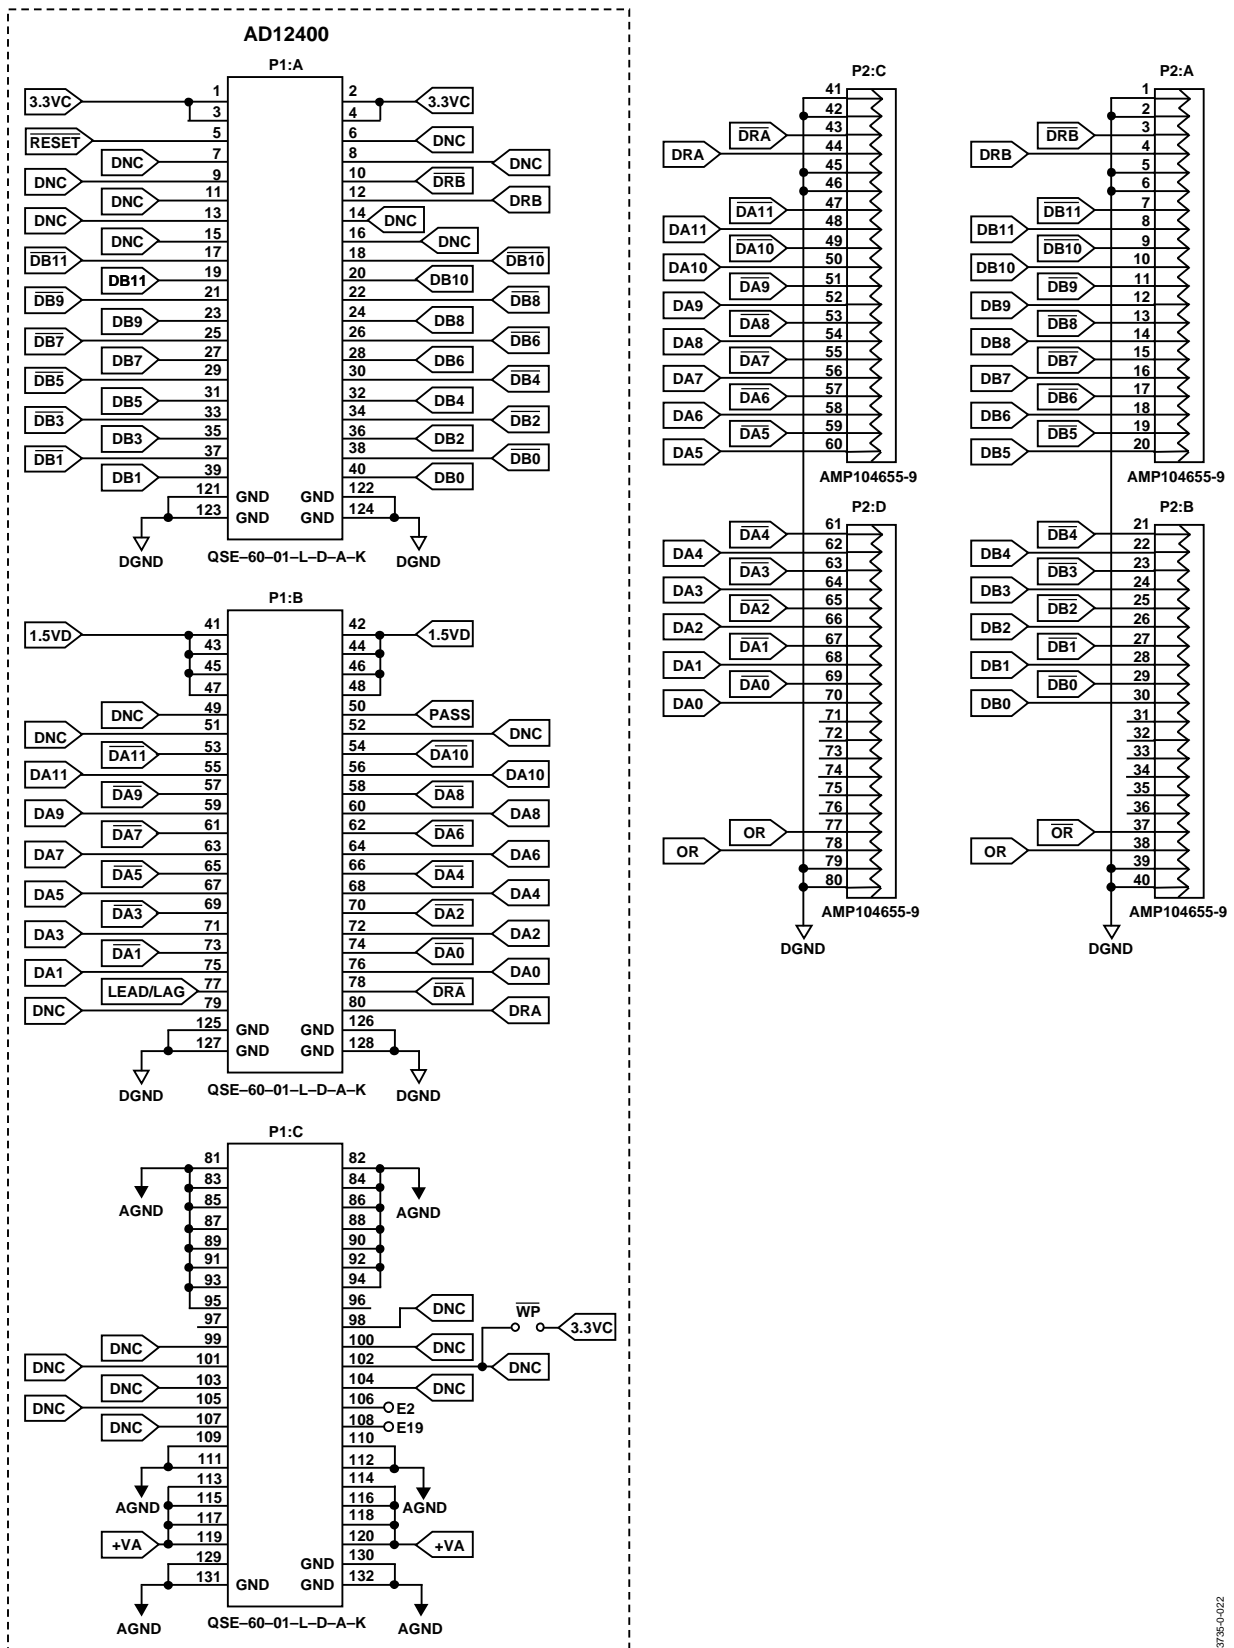 AD12400
P1:A
3.3VC 1 2 3.3VC
3 4
RESET 5 6 DNC
DNC 7 8 DNC
DNC 9 10 DRB
DNC 11 12 DRB
DNC 13 14 DNC
DNC 15 16 DNC
DB11 17 18 DB10
DB11 19 20 DB10
DB9 21 22 DB8
DB9 23 24 DB8
DB7 25 26 DB6
DB7 27 28 DB6
DB5 29 30 DB4
DB5 31 32 DB4
DB3 33 34 DB2
DB3 35 36 DB2
DB1 37 38 DB0
DB1 39 40 DB0
121 GND GND 122
123 GND GND 124
DGND QSE–60–01–L–D–A–K DGND
P1:B
1.5VD 41 42 1.5VD
43 44
45 46
47 48
DNC 49 50 PASS
DNC 51 52 DNC
DA11 53 54 DA10
DA11 55 56 DA10
DA9 57 58 DA8
DA9 59 60 DA8
DA7 61 62 DA6
DA7 63 64 DA6
DA5 65 66 DA4
DA5 67 68 DA4
DA3 69 70 DA2
DA3 71 72 DA2
DA1 73 74 DA0
DA1 75 76 DA0
LEAD/LAG 77 78 DRA
DNC 79 80 DRA
125 GND GND 126
127 GND GND 128
DGND QSE–60–01–L–D–A–K DGND
P1:C
81 82
83 84
AGND 85 86 AGND
87 88
89 90
91 92
93 94
95 96
97 98 DNC WP 3.3VC
DNC 99 100 DNC
DNC 101 102 DNC
DNC 103 104 DNC
DNC 105 106 E2
DNC 107 108 E19
109 110
111 112
113 114
AGND 115 116 AGND
117 118
+VA 119 120 +VA
129 GND 130
131 GND GND 132
AGND QSE–60–01–L–D–A–K AGND
P2:C
41
42
DRA 43
DRA 44
45
46
DA11 47
DA11 48
DA10 49
DA10 50
DA9 51
DA9 52
DA8 53
DA8 54
DA7 55
DA7 56
DA6 57
DA6 58
DA5 59
DA5 60
AMP104655-9
P2:D
DA4 61
DA4 62
DA3 63
DA3 64
DA2 65
DA2 66
DA1 67
DA1 68
DA0 69
DA0 70
71
72
73
74
75
76
OR 77
OR 78
79
80
AMP104655-9
DGND
P2:A
1
2
DRB 3
DRB 4
5
6
DB11 7
DB11 8
DB10 9
DB10 10
DB9 11
DB9 12
DB8 13
DB8 14
DB7 15
DB7 16
DB6 17
DB6 18
DB5 19
DB5 20
AMP104655-9
P2:B
DB4 21
DB4 22
DB3 23
DB3 24
DB2 25
DB2 26
DB1 27
DB1 28
DB0 29
DB0 30
31
32
33
34
35
36
OR 37
OR 38
39
40
AMP104655-9
DGND
3735-0-022